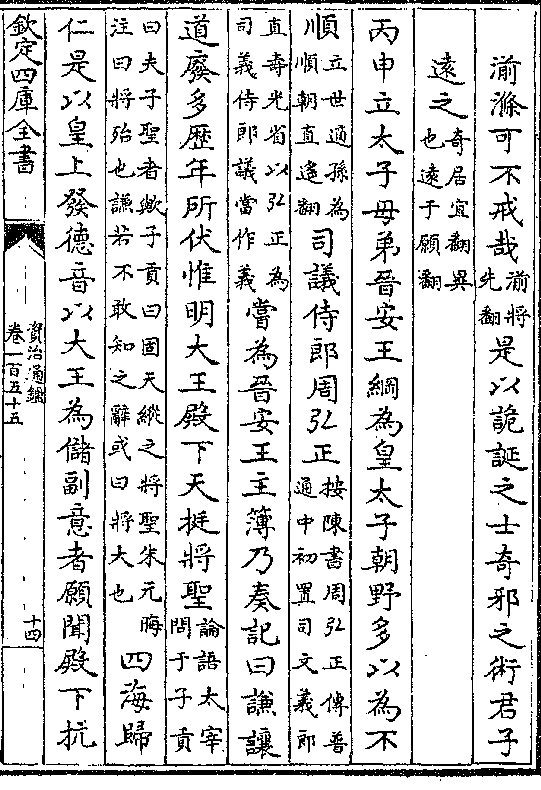 湔滌可不戒哉湔將先翻是以詭誕之士奇邪之術君子
遠之奇居宜翻異也遠于願翻
丙申立太子母弟晉安王綱為皇太子朝野多以為不
順立世適孫為順朝直遙翻司議侍郎周弘正按陳書周弘正傳普通中初置司文義郎
直壽光省以弘正為司義侍郎議當作義嘗為晉安王主簿乃奏記曰謙讓
道廢多歴年所伏惟明大王殿下天挺將聖論語太宰問于子貢
曰夫子聖者歟子貢曰固天縱之將聖朱元晦注曰將殆也謙若不敢知之辭或曰將大也四海歸
仁是以皇上發德音以大王為儲副意者願聞殿下抗
欽定四庫全書
資治通鑑
卷一百五十五
十四